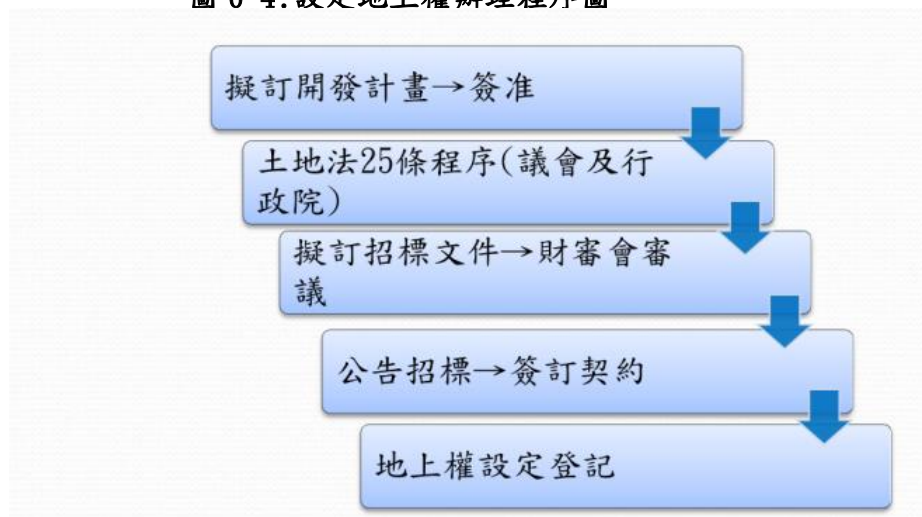 圖 6-4.設定地上權辦理程序圖
擬訂開發計畫→簽准
土地法25條程序(議會及行
政院)
擬訂招標文件→財審會審
議
公告招標→簽訂契約
地上權設定登記